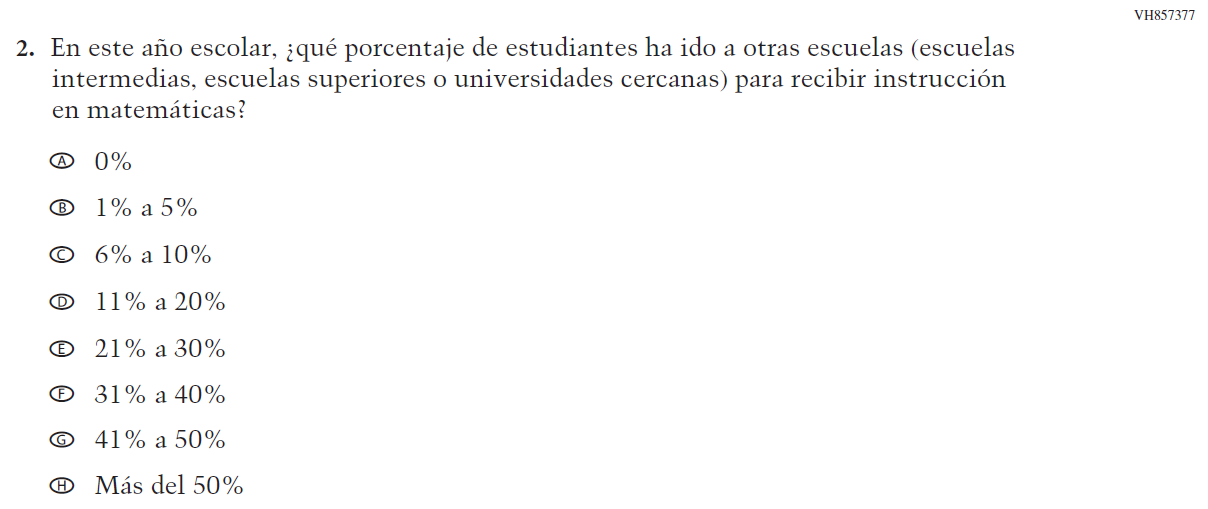 VH857377
2. En este año escolar, ¿qué porcentaje de estudiantes ha ido a otras escuelas (escuelas
intermedias, escuelas superiores o universidades cercanas) para recibir instrucción
en matemáticas?
A 0%
B 1% a 5%
C 6% a 10%
D 11% a 20%
E 21% a 30%
F 31% a 40%
G 41% a 50%
H Más del 50%